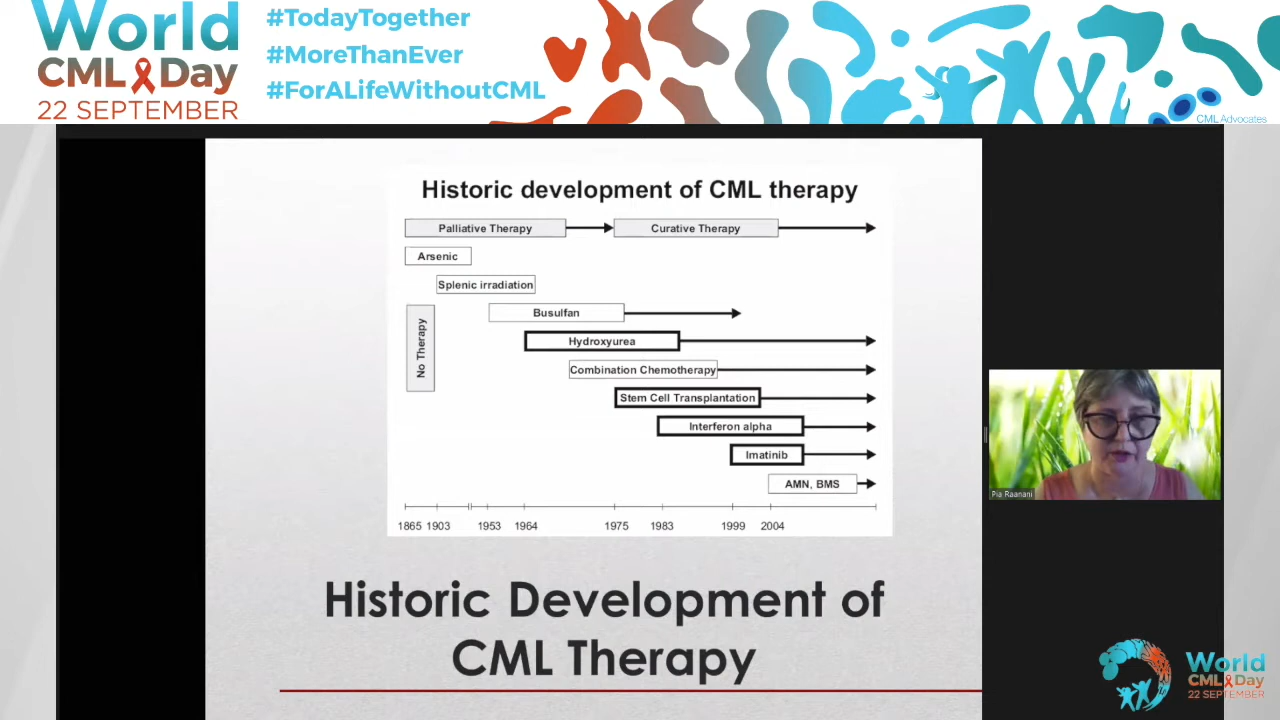 World
CML Day
22 SEPTEMBER
#TodayTogether
#MoreThanEver
#ForALifeWithoutCML
CML Advocates
Historic development of CML therapy
Palliative Therapy
Curative Therapy
Arsenic
Splenic irradiation
No Therapy
Busulfan
Hydroxyurea
Combination Chemotherapy
Stem Cell Transplantation
Interferon alpha
Imatinib
AMN, BMS
1865 1903 1953 1964 1975 1983 1999 2004
Historic Development of
CML Therapy
Pia Raanani
World
CML Day
22 SEPTEMBER